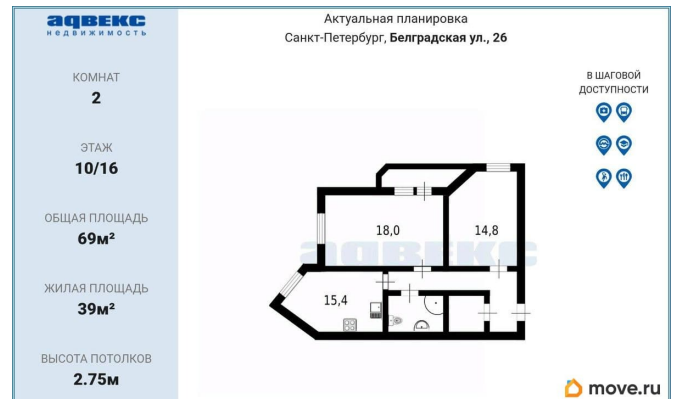 адвекс
НЕДВИЖИМОСТЬ
КОМНАТ
2
ЭТАЖ
10/16
ОБЩАЯ ПЛОЩАДЬ
69м²
ЖИЛАЯ ПЛОЩАДЬ
39м²
ВЫСОТА ПОТОЛКОВ
2.75м
Актуальная планировка
Санкт-Петербург, Белградская ул., 26
В ШАГОВОЙ
ДОСТУПНОСТИ
18,0
14,8
адвекс
15,4
move.ru